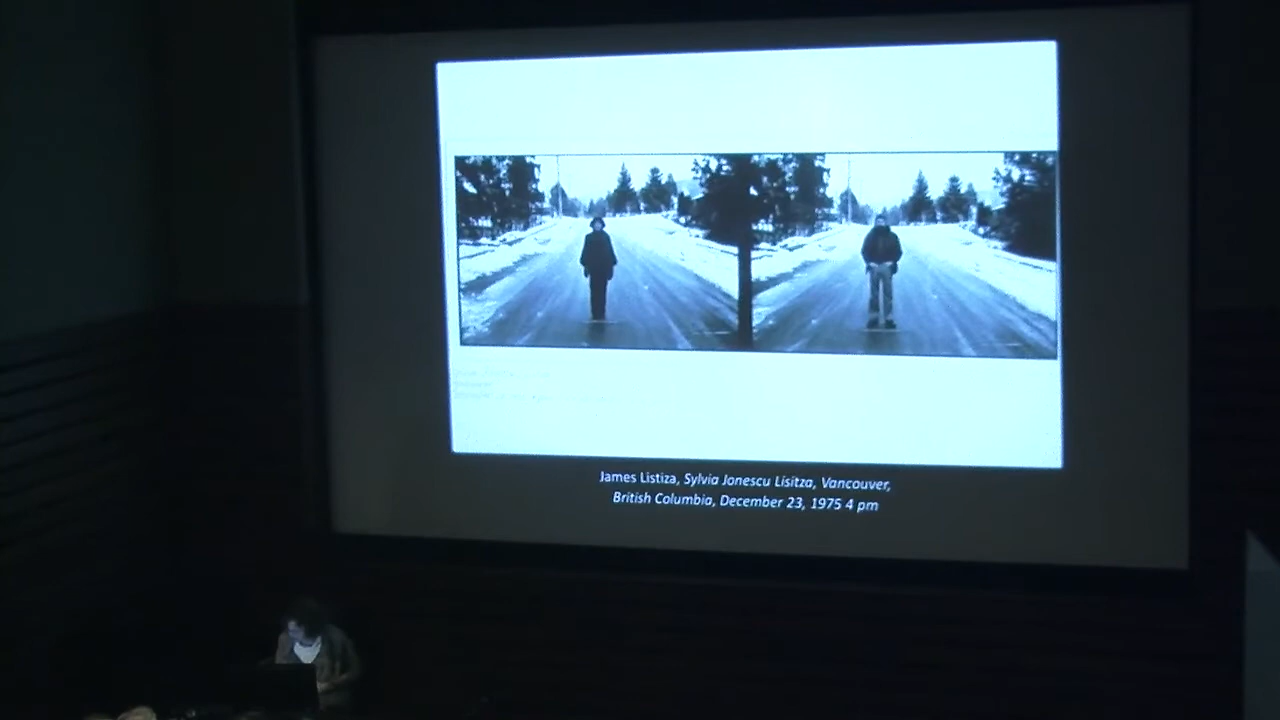 James Listiza, Sylvia Jonescu Lisitza, Vancouver,
British Columbia, December 23, 1975 4 pm